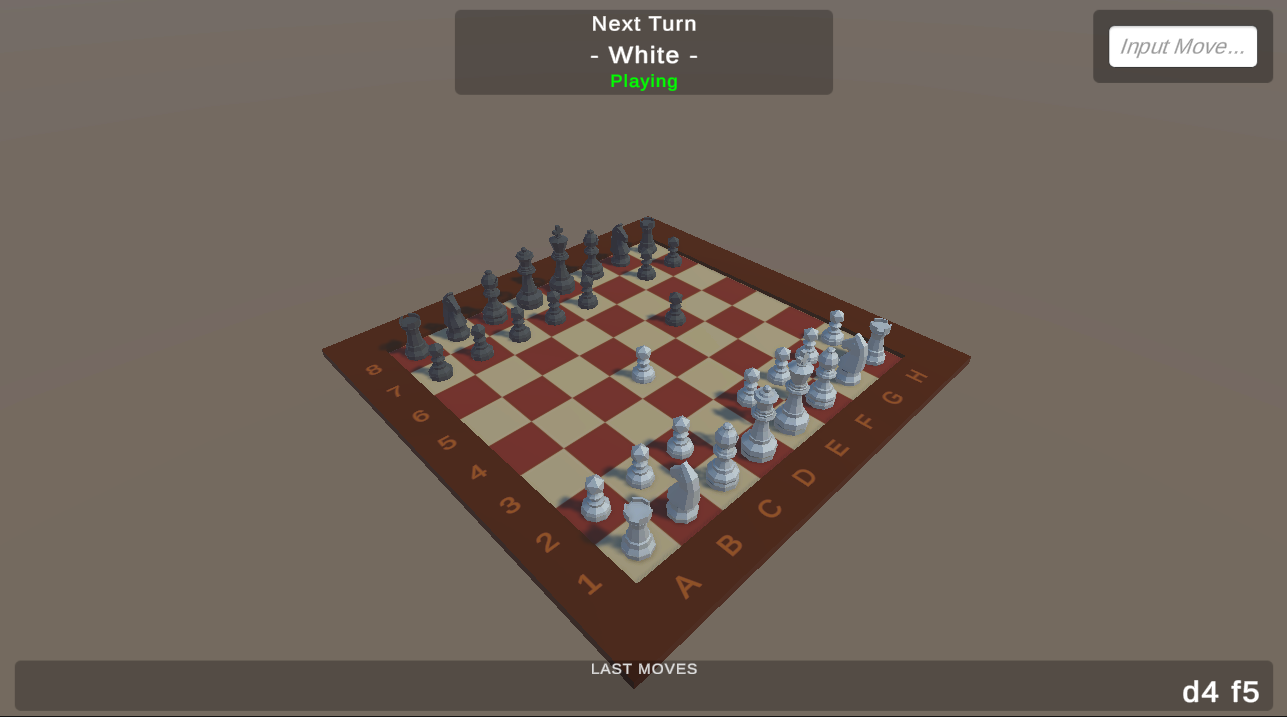 Next Turn
- White -
Playing
Input Move...
8
7
6
5
4
3
2
1
A
B
C
D
E
F
G
H
LAST MOVES
d4 f5